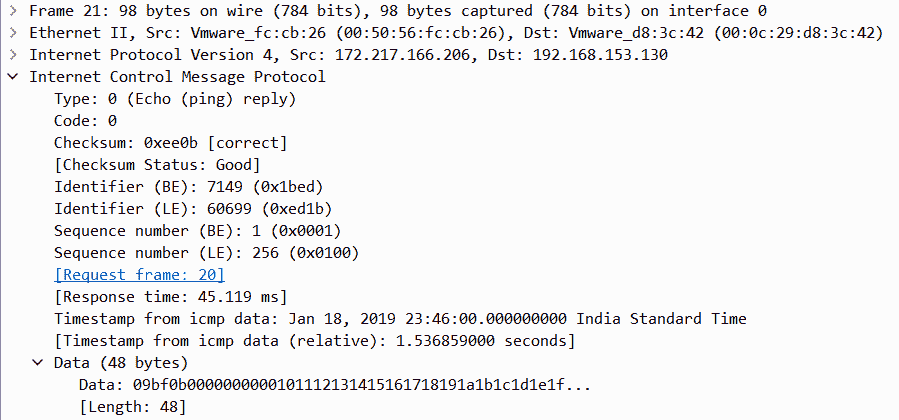 Frame 21: 98 bytes on wire (784 bits), 98 bytes captured (784 bits) on interface 0
Ethernet II, Src: Vmware_fc:cb:26 (00:50:56:fc:cb:26), Dst: Vmware_d8:3c:42 (00:0c:29:d8:3c:42)
Internet Protocol Version 4, Src: 172.217.166.206, Dst: 192.168.153.130
Internet Control Message Protocol
Type: 0 (Echo (ping) reply)
Code: 0
Checksum: 0xee0b [correct]
[Checksum Status: Good]
Identifier (BE): 7149 (0x1bed)
Identifier (LE): 60699 (0xed1b)
Sequence number (BE): 1 (0x0001)
Sequence number (LE): 256 (0x0100)
[Request frame: 20]
[Response time: 45.119 ms]
Timestamp from icmp data: Jan 18, 2019 23:46:00.000000000 India Standard Time
[Timestamp from icmp data (relative): 1.536859000 seconds]
Data (48 bytes)
Data: 09bf0b0000000000101112131415161718191a1b1c1d1e1f...
[Length: 48]